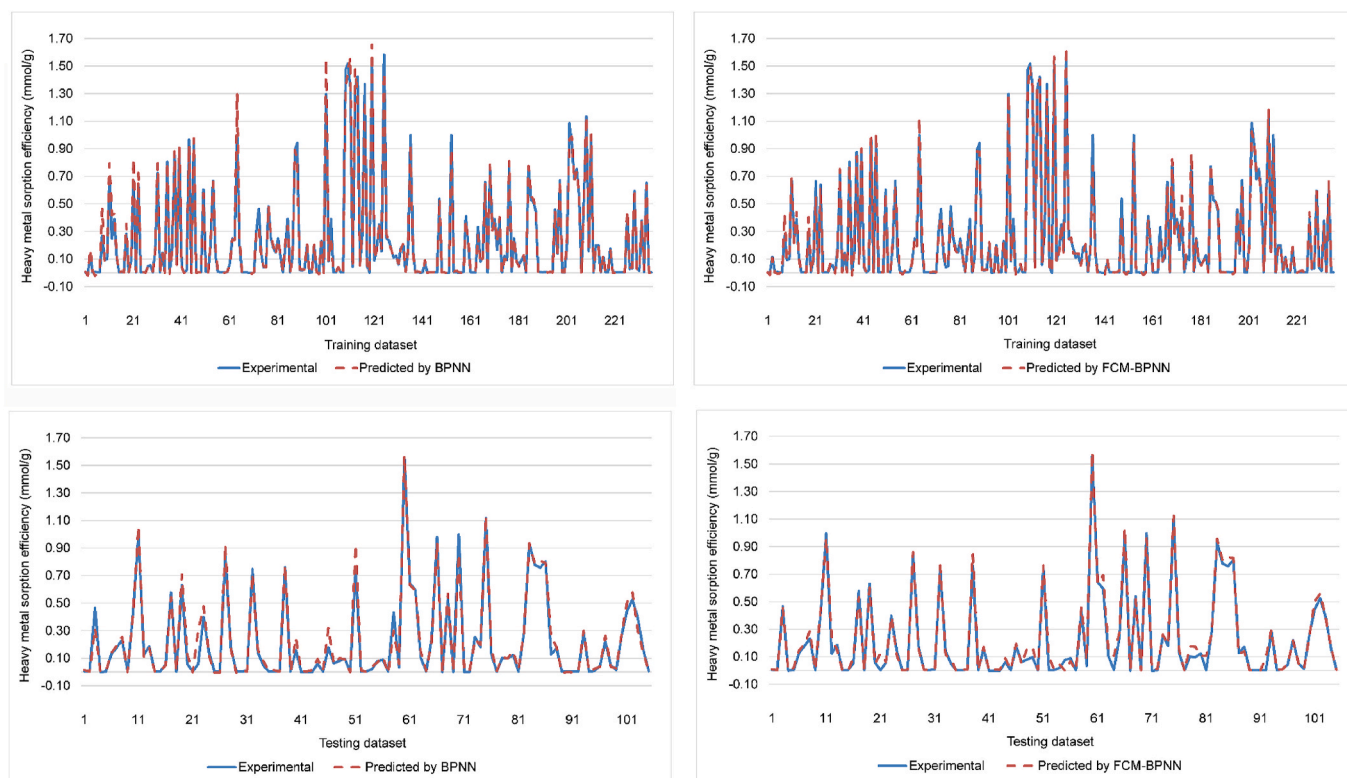 Heavy metal sorption efficiency (mmol/g)
1.70
1.50
1.30
1.10
0.90
0.70
0.50
0.30
0.10
-0.10
1 21 41 61 81 101 121 141 161 181 201 221
Training dataset
Experimental Predicted by BPNN
Heavy metal sorption efficiency (mmol/g)
1.70
1.50
1.30
1.10
0.90
0.70
0.50
0.30
0.10
-0.10
1 21 41 61 81 101 121 141 161 181 201 221
Training dataset
Experimental Predicted by FCM-BPNN
Heavy metal sorption efficiency (mmol/g)
1.70
1.50
1.30
1.10
0.90
0.70
0.50
0.30
0.10
-0.10
1 11 21 31 41 51 61 71 81 91 101
Testing dataset
Experimental Predicted by BPNN
Heavy metal sorption efficiency (mmol/g)
1.70
1.50
1.30
1.10
0.90
0.70
0.50
0.30
0.10
-0.10
1 11 21 31 41 51 61 71 81 91 101
Testing dataset
Experimental Predicted by FCM-BPNN